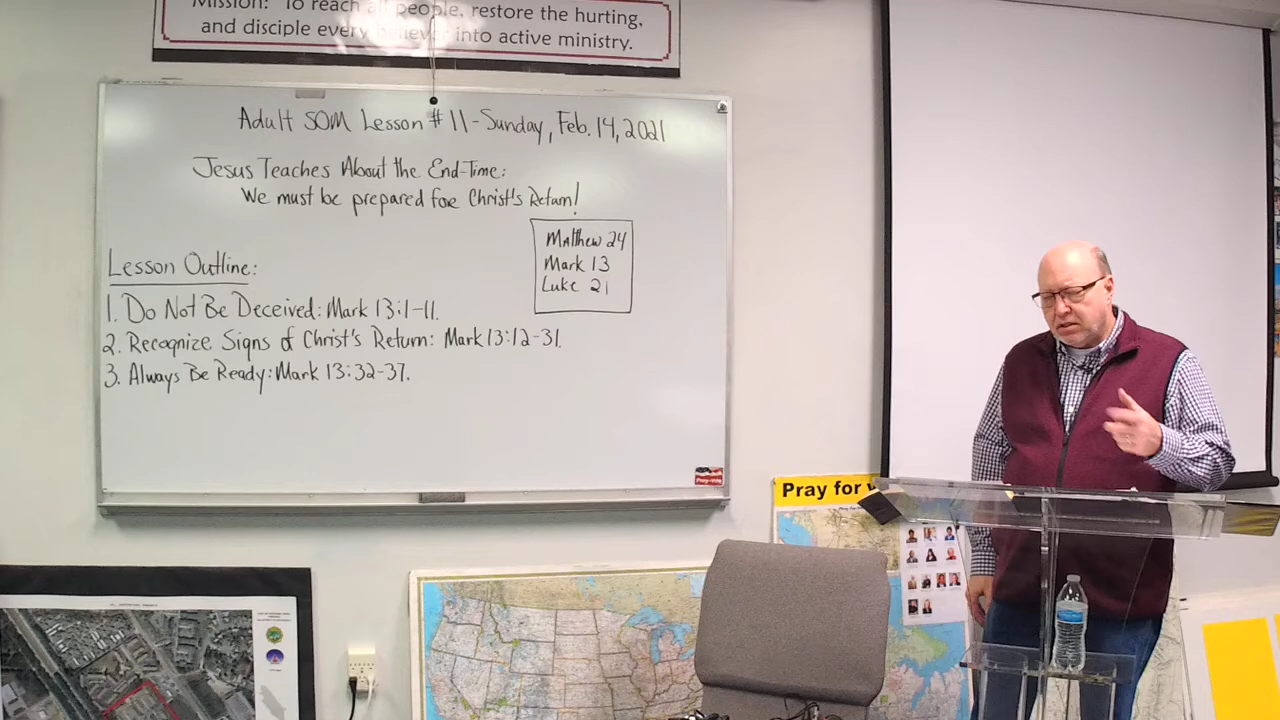 Mission: To reach all people, restore the hurting,
and disciple every believer into active ministry.
Adult SOM Lesson #11-Sunday, Feb. 14, 2021
Jesus Teaches About the End-Time:
We must be prepared for Christ's Return!
Matthew 24
Mark 13
Luke 21
Lesson Outline:
1. Do Not Be Deceived: Mark 13:1-11.
2. Recognize Signs of Christ's Return: Mark 13:12-31.
3. Always Be Ready: Mark 13:32-37.
Pray for